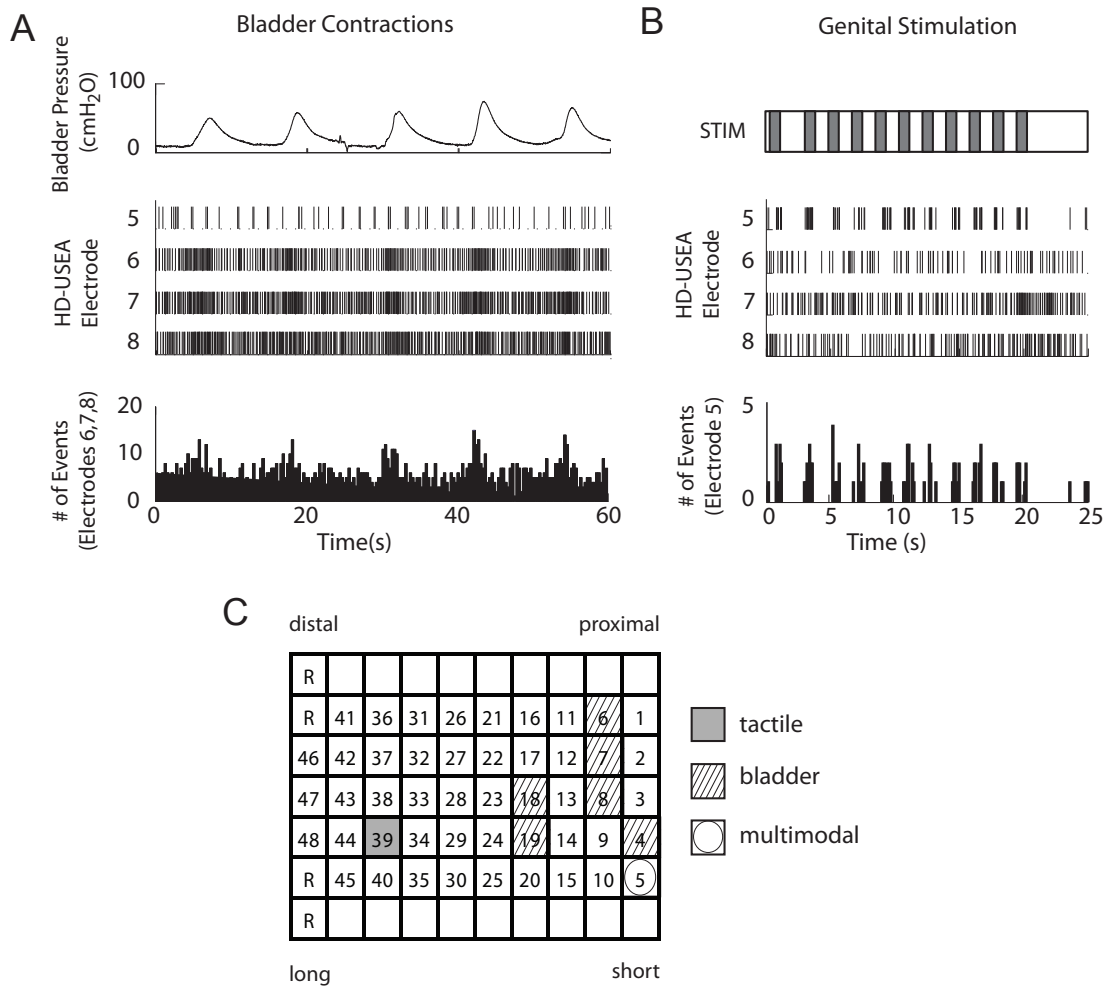 A
Bladder Contractions
Bladder Pressure
(cmH₂O)
100
0
HD-USEA
Electrode
5
6
7
8
# of Events
(Electrodes 6,7,8)
20
10
0
0 20 40 60
Time(s)
B
Genital Stimulation
STIM
HD-USEA
Electrode
5
6
7
8
# of Events
(Electrode 5)
5
0
0 5 10 15 20 25
Time (s)
C
distal proximal
R
R 41 36 31 26 21 16 11 6 1
46 42 37 32 27 22 17 12 7 2
47 43 38 33 28 23 18 13 8 3
48 44 39 34 29 24 19 14 9 4
R 45 40 35 30 25 20 15 10 5
R
long short
tactile
bladder
multimodal